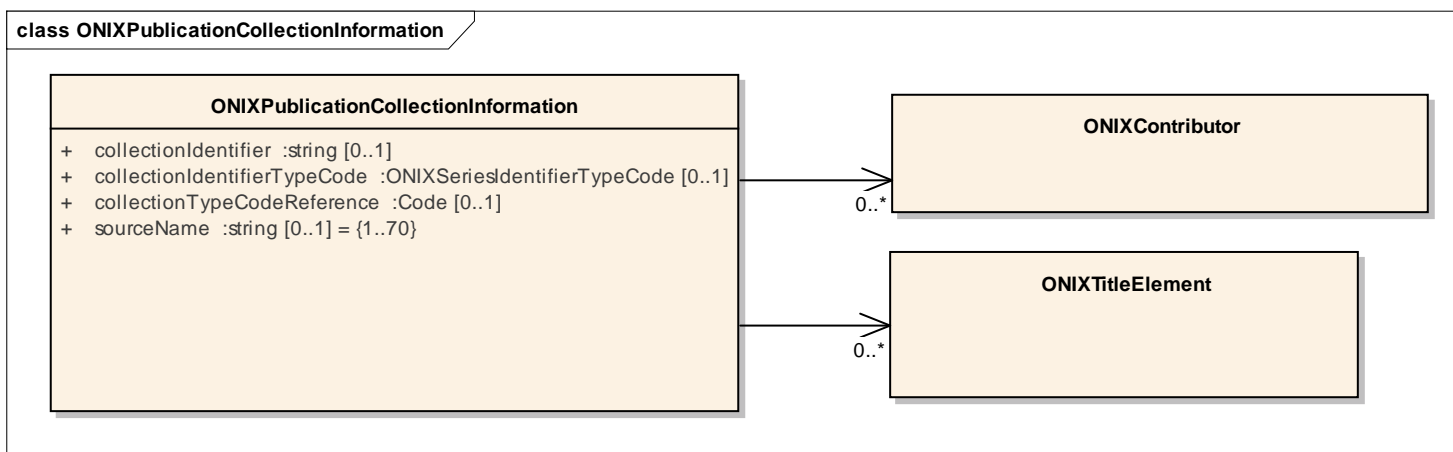 class ONIXPublicationCollectionInformation
ONIXPublicationCollectionInformation
+ collectionIdentifier :string [0..1]
+ collectionIdentifierTypeCode :ONIXSeriesIdentifierTypeCode [0..1]
+ collectionTypeCodeReference :Code [0..1]
+ sourceName :string [0..1] = {1..70}
ONIXContributor
0..*
ONIXTitleElement
0..*